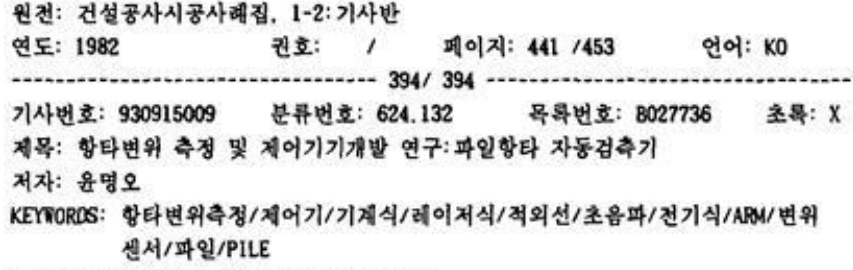 원전: 건설공사시공사례집, 1-2:기사반
연도: 1982 권호: / 페이지: 441 /453 언어: KO
---------------------------------- 394/ 394 ----------------------------------
기사번호: 930915009 분류번호: 624.132 목록번호: B027736 초록: X
제목: 항타변위 측정 및 제어기기개발 연구:파일항타 자동검측기
저자: 윤명오
KEYWORDS: 항타변위측정/제어기/기계식/레이저식/적외선/초음파/전기식/ARM/변위
센서/파일/PILE